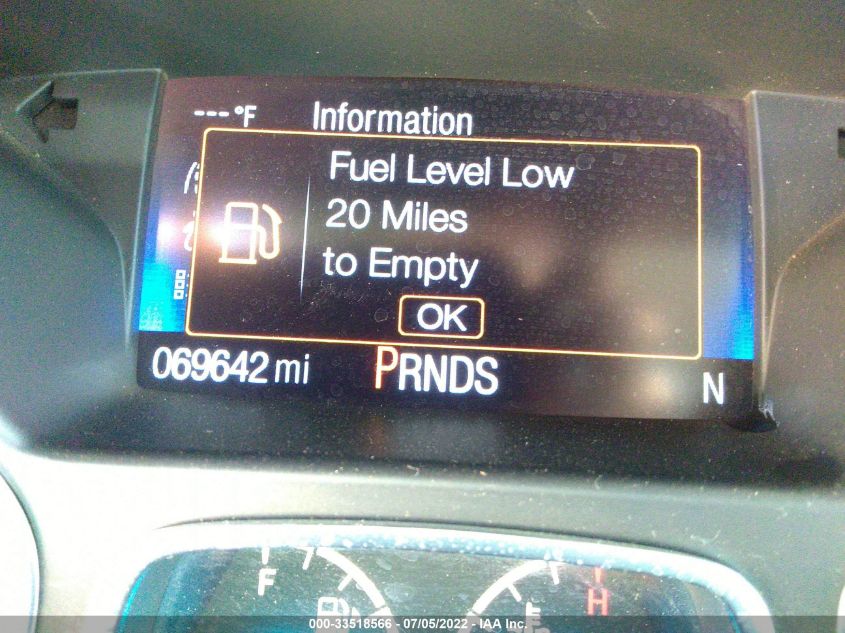 ---°F Information
Fuel Level Low
20 Miles
to Empty
OK
069642 mi PRNDS N
F H
000-33518566 - 07/05/2022 - IAA Inc.